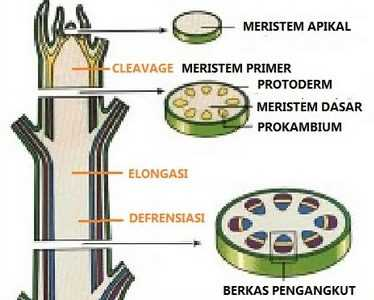 MERISTEM APIKAL
CLEAVAGE MERISTEM PRIMER
PROTODERM
MERISTEM DASAR
PROKAMBIUM
ELONGASI
DEFRENSIASI
BERKAS PENGANGKUT